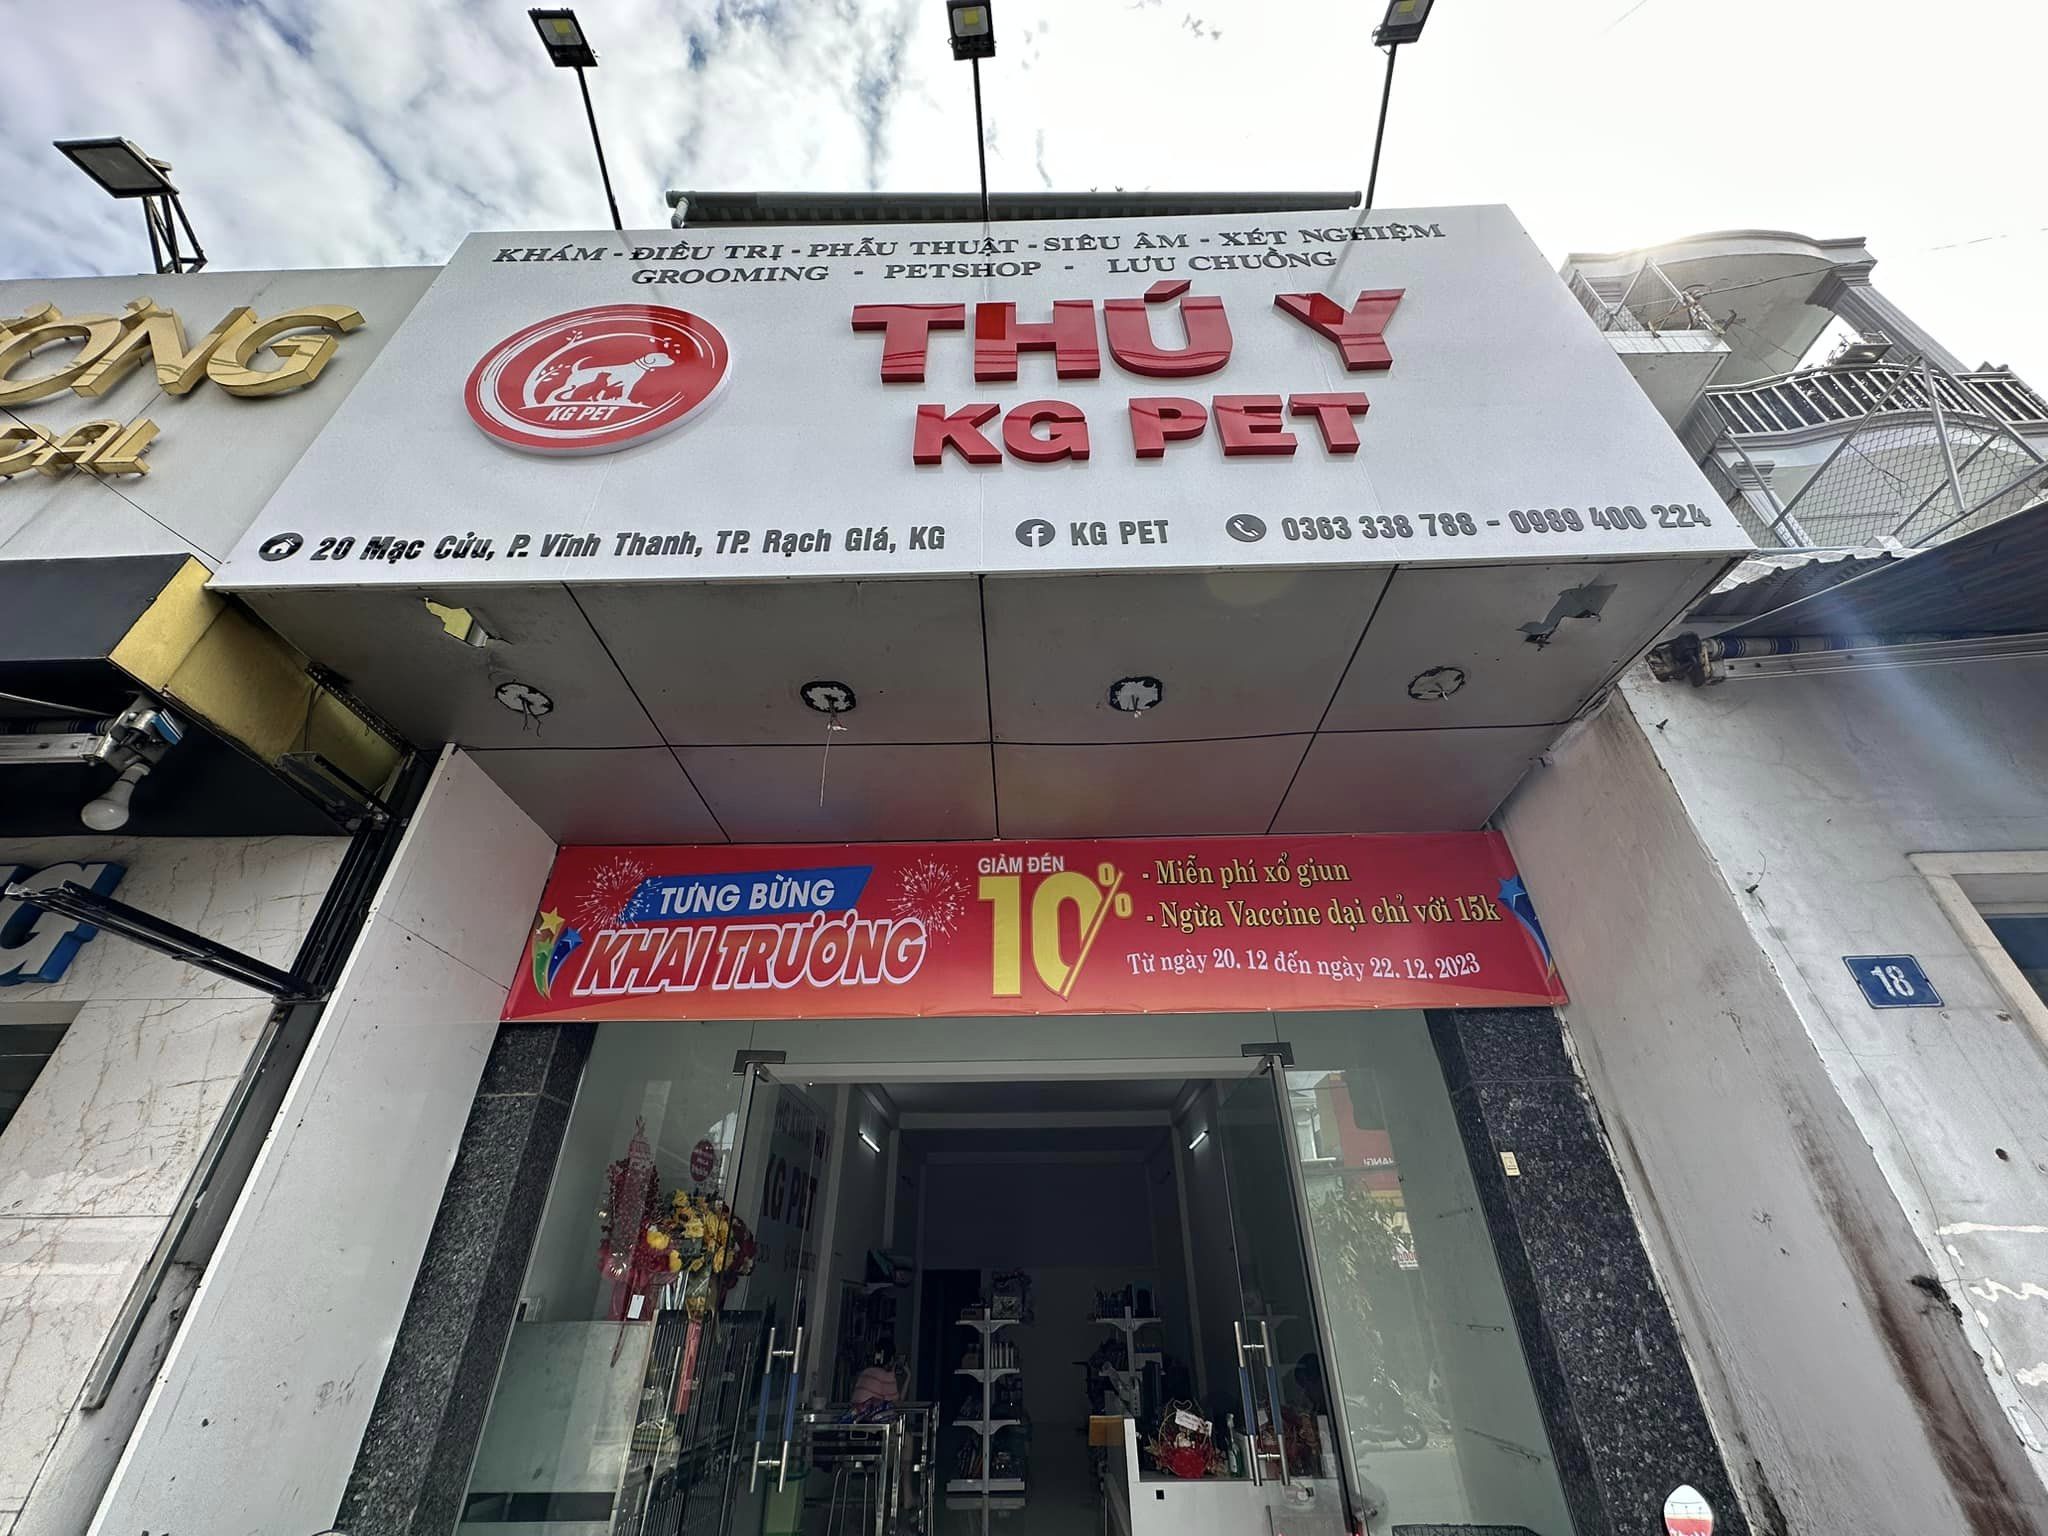 KHÁM - ĐIỀU TRỊ - PHẪU THUẬT - SIÊU ÂM - XÉT NGHIỆM
GROOMING - PETSHOP - LƯU CHUỒNG
THÚ Y
KG PET
KG PET
20 Mạc Cửu, P. Vĩnh Thanh, TP. Rạch Giá, KG
KG PET
0363 338 788 - 0989 400 224
TƯNG BỪNG
KHAI TRƯƠNG
GIẢM ĐẾN
10%
- Miễn phí xổ giun
- Ngừa Vaccine dại chỉ với 15k
Từ ngày 20. 12 đến ngày 22. 12. 2023
18
KG PET